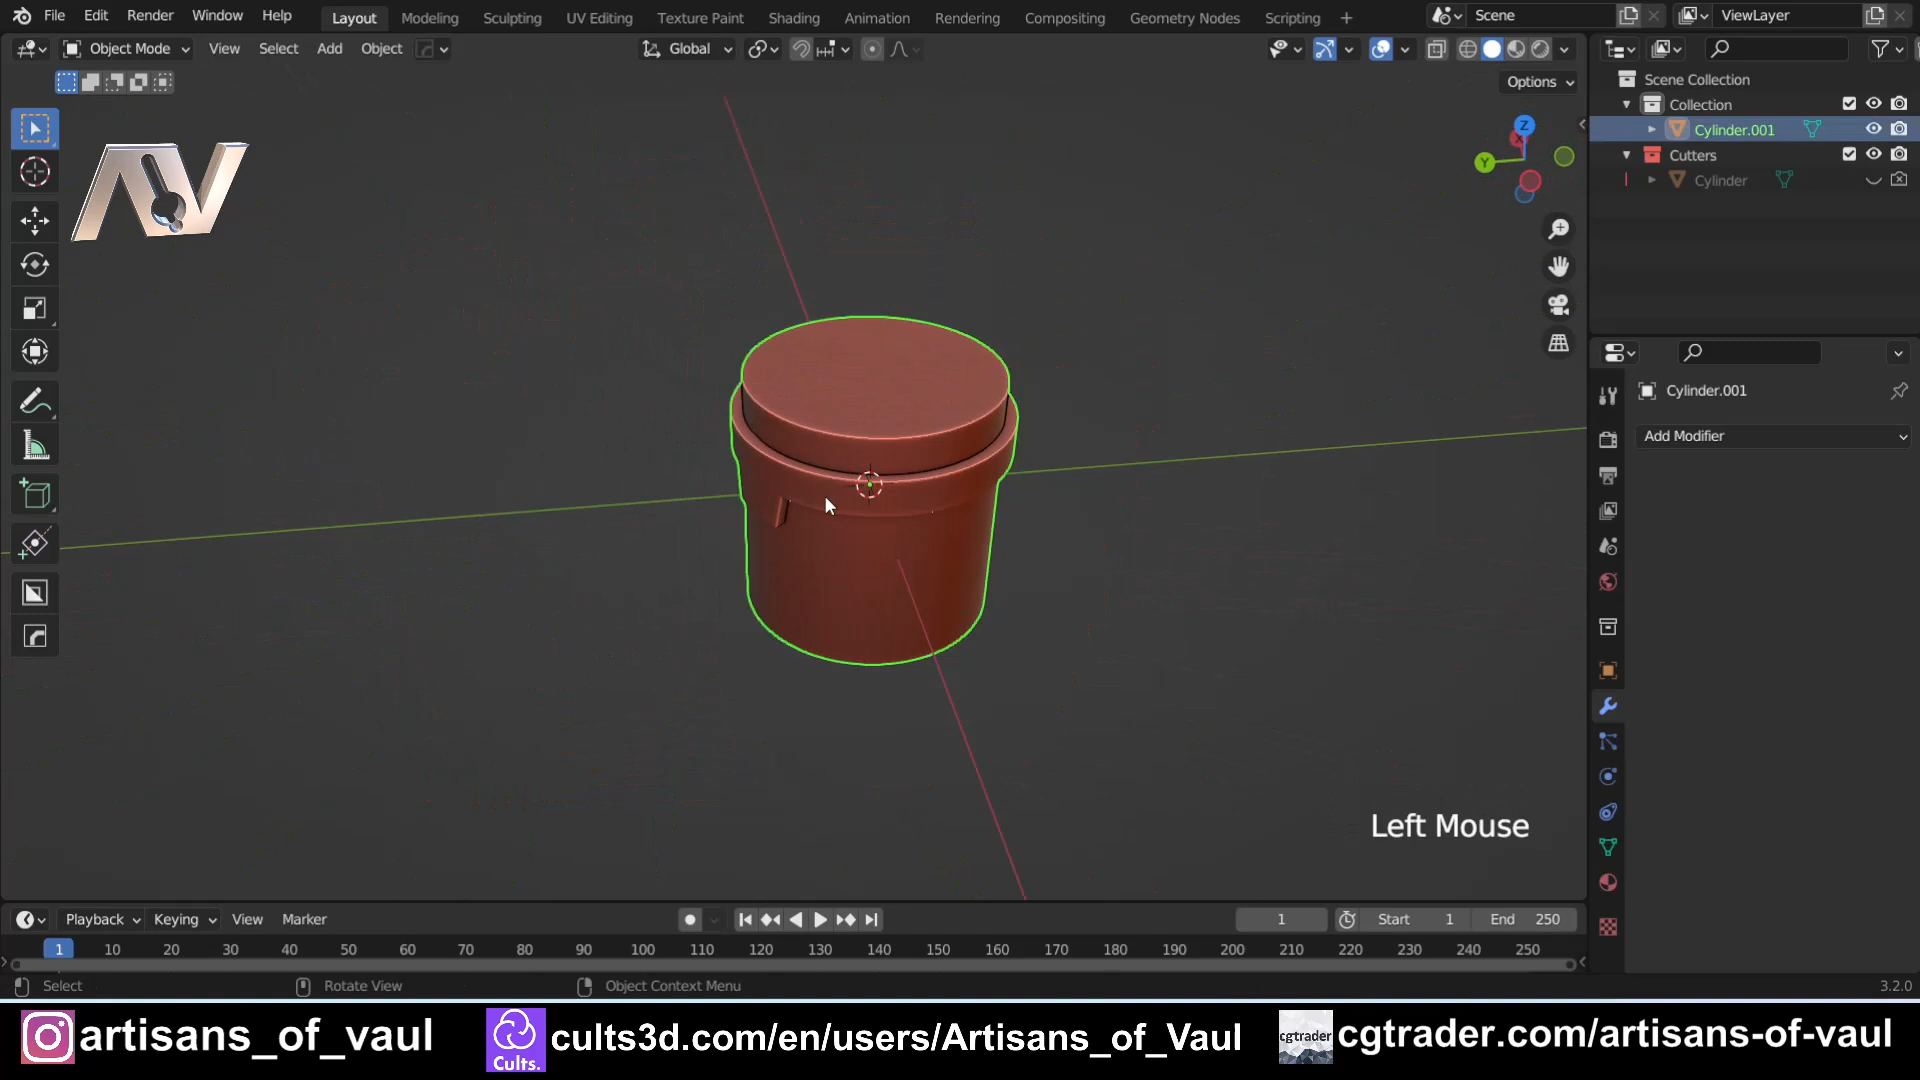 File Edit Render Window Help Layout Modeling Sculpting UV Editing Texture Paint Shading Animation Rendering Compositing Geometry Nodes Scripting + Scene ViewLayer
Object Mode View Select Add Object Global
Options
Scene Collection
Collection
Cylinder.001
Cutters
Cylinder
Z
X
Y
AV
Cylinder.001
Add Modifier
Left Mouse
Playback Keying View Marker 1 Start 1 End 250
1 10 20 30 40 50 60 70 80 90 100 110 120 130 140 150 160 170 180 190 200 210 220 230 240 250
Select Rotate View Object Context Menu 3.2.0
artisans_of_vaul Cults. cults3d.com/en/users/Artisans_of_Vaul cgtrader cgtrader.com/artisans-of-vaul